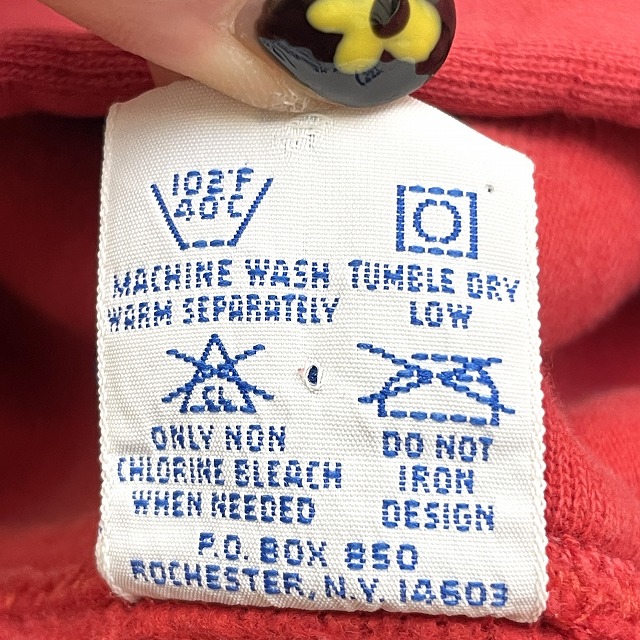 102°F
40°C
MACHINE WASH
WARM SEPARATELY
TUMBLE DRY
LOW
CL
ONLY NON
CHLORINE BLEACH
WHEN NEEDED
DO NOT
IRON
DESIGN
P.O. BOX 850
ROCHESTER, N.Y. 14603